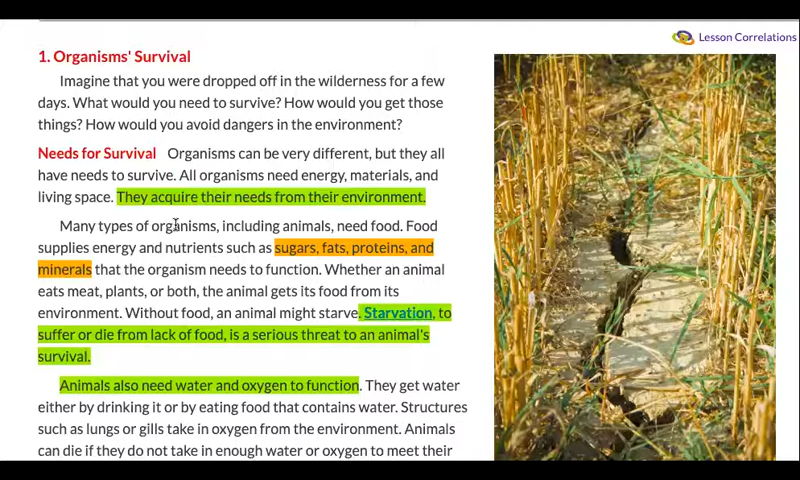 Lesson Correlations
1. Organisms' Survival
Imagine that you were dropped off in the wilderness for a few
days. What would you need to survive? How would you get those
things? How would you avoid dangers in the environment?
Needs for Survival Organisms can be very different, but they all
have needs to survive. All organisms need energy, materials, and
living space. They acquire their needs from their environment.
Many types of organisms, including animals, need food. Food
supplies energy and nutrients such as sugars, fats, proteins, and
minerals that the organism needs to function. Whether an animal
eats meat, plants, or both, the animal gets its food from its
environment. Without food, an animal might starve. Starvation, to
suffer or die from lack of food, is a serious threat to an animal's
survival.
Animals also need water and oxygen to function. They get water
either by drinking it or by eating food that contains water. Structures
such as lungs or gills take in oxygen from the environment. Animals
can die if they do not take in enough water or oxygen to meet their